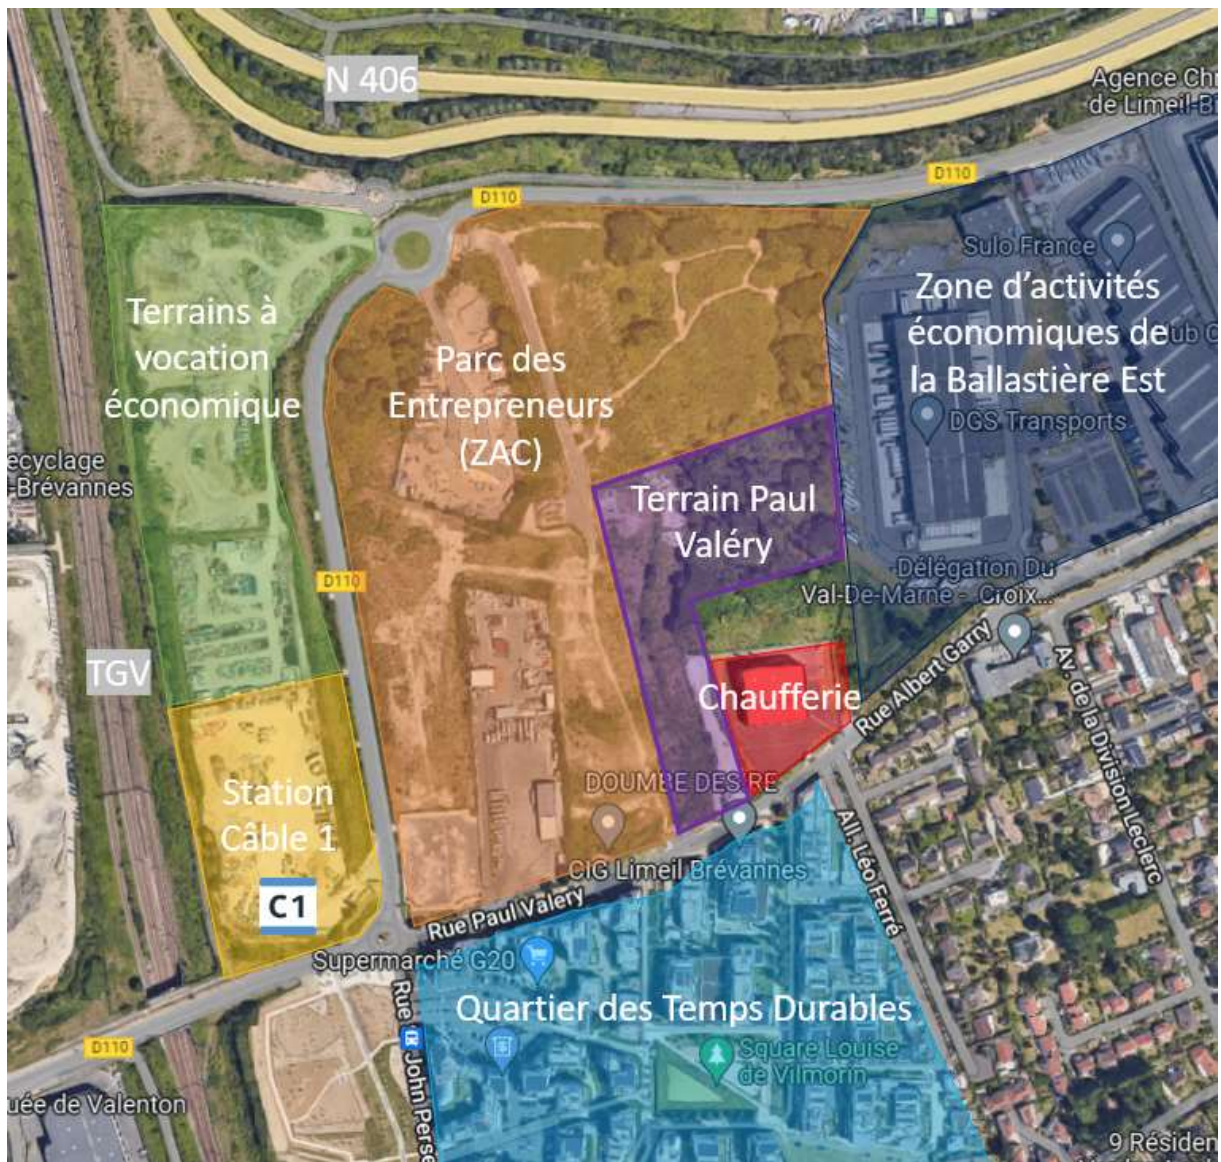 N 406
Agence Chr
de Limeil-B
D110
D110
Sulo France
Zone d'activités
économiques de
la Ballastière Est
ub C
DGS Transports
Terrains à
vocation
économique
Parc des
Entrepreneurs
(ZAC)
ecyclage
-Brévannes
Terrain Paul
Valéry
D110
Délégation Du
Val-De-Marne - Croix...
TGV
Chaufferie
Rue Albert Garry
Av. de la Division Leclerc
Station
Câble 1
C1
DOUMBE DESIRE
CIG Limeil Brévannes
All. Léo Ferré
Rue Paul Valery
Supermarché G20
Quartier des Temps Durables
Rue John Perse
Square Louise
de Vilmorin
D110
uée de Valenton
9 Résiden